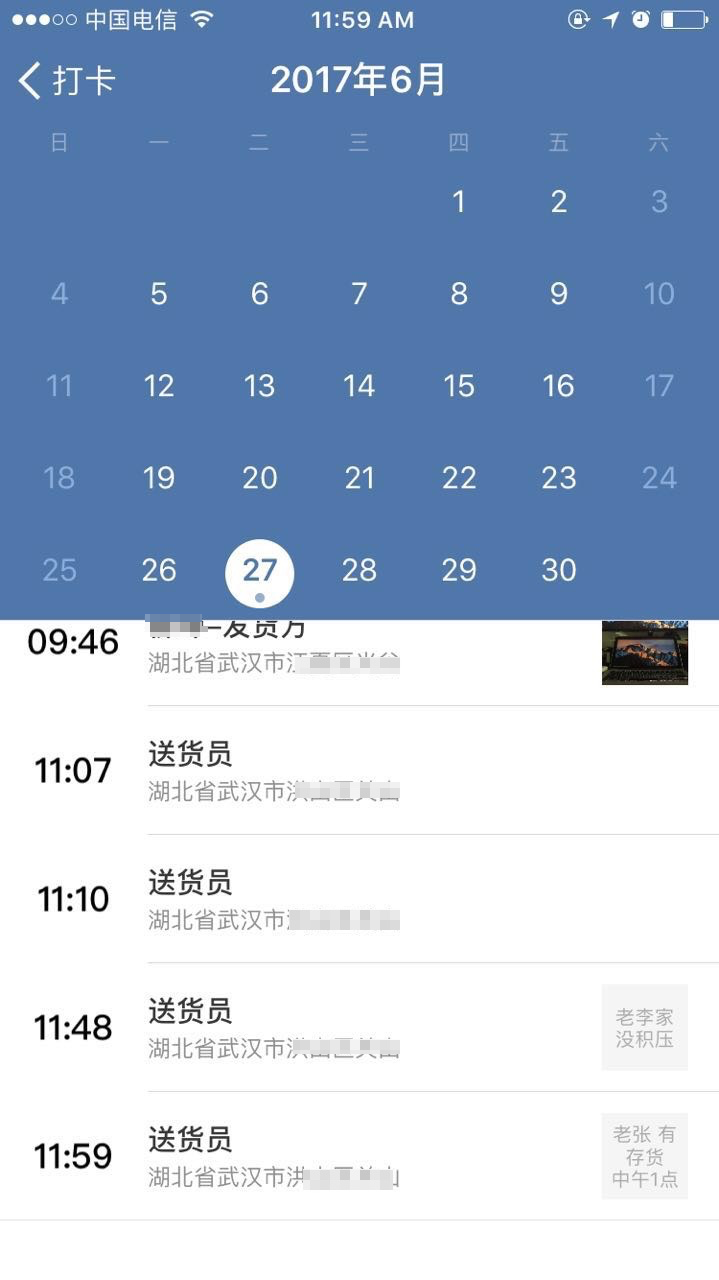 中国电信
11:59 AM
打卡
2017年6月
日 一 二 三 四 五 六
1 2 3
4 5 6 7 8 9 10
11 12 13 14 15 16 17
18 19 20 21 22 23 24
25 26 27 28 29 30
09:46
–发货方
湖北省武汉市
11:07
送货员
湖北省武汉市
11:10
送货员
湖北省武汉市
11:48
送货员
湖北省武汉市
老李家
没积压
11:59
送货员
湖北省武汉市洪
老张 有
存货
中午1点